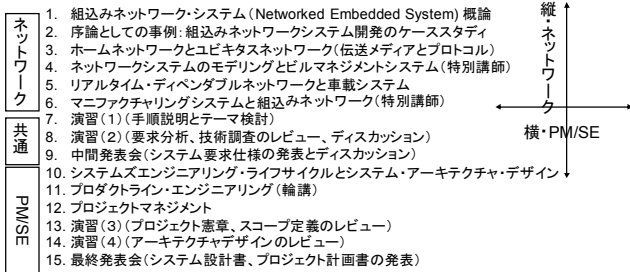 ネットワーク
1. 組込みネットワーク・システム（Networked Embedded System) 概論
2. 序論としての事例：組込みネットワークシステム開発のケーススタディ
3. ホームネットワークとユビキタスネットワーク（伝送メディアとプロトコル）
4. ネットワークシステムのモデリングとビルマネジメントシステム（特別講師）
5. リアルタイム・ディペンダブルネットワークと車載システム
6. マニファクチャリングシステムと組込みネットワーク（特別講師）
共通
7. 演習（1）（手順説明とテーマ検討）
8. 演習（2）（要求分析、技術調査のレビュー、ディスカッション）
9. 中間発表会（システム要求仕様の発表とディスカッション）
PM/SE
10. システムズエンジニアリング・ライフサイクルとシステム・アーキテクチャ・デザイン
11. プロダクトライン・エンジニアリング（輪講）
12. プロジェクトマネジメント
13. 演習（3）（プロジェクト憲章、スコープ定義のレビュー）
14. 演習（4）（アーキテクチャデザインのレビュー）
15. 最終発表会（システム設計書、プロジェクト計画書の発表）
縦・ネットワーク
横・PM/SE